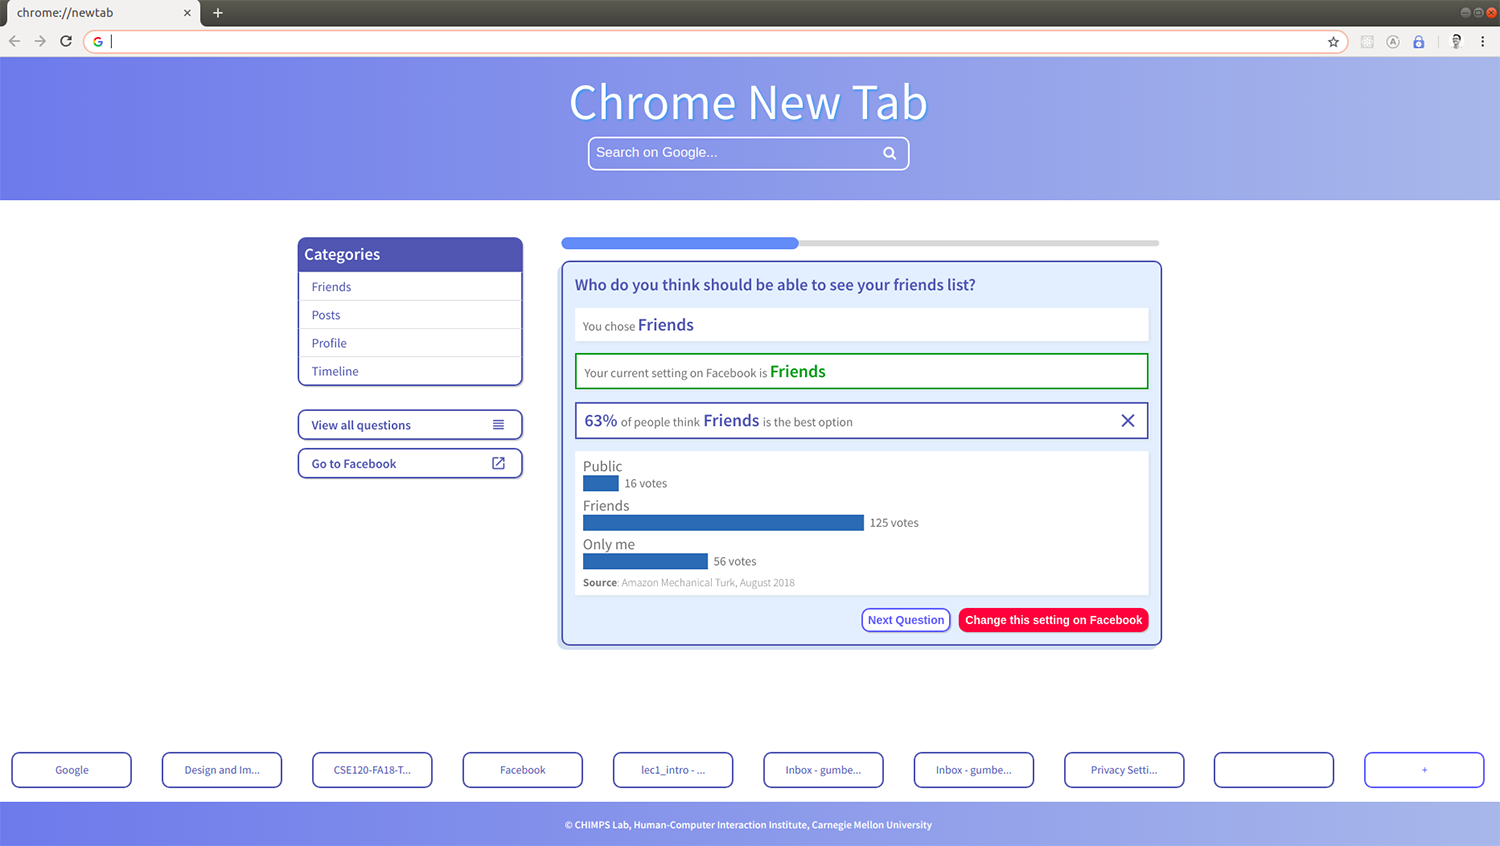 chrome://newtab
Chrome New Tab
Search on Google...
Categories
Friends
Posts
Profile
Timeline
View all questions
Go to Facebook
Who do you think should be able to see your friends list?
You chose Friends
Your current setting on Facebook is Friends
63% of people think Friends is the best option
Public
16 votes
Friends
125 votes
Only me
56 votes
Source: Amazon Mechanical Turk, August 2018
Next Question
Change this setting on Facebook
Google
Design and Im...
CSE120-FA18-T...
Facebook
lec1_intro - ...
Inbox - gumbe...
Inbox - gumbe...
Privacy Setti...
+
© CHIMPS Lab, Human-Computer Interaction Institute, Carnegie Mellon University